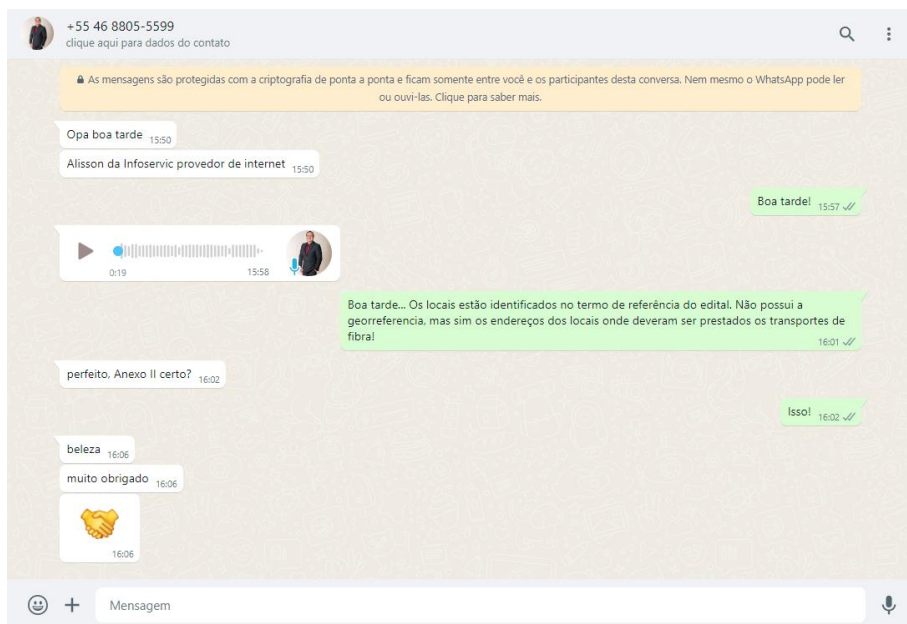 +55 46 8805-5599
clique aqui para dados do contato
As mensagens são protegidas com a criptografia de ponta a ponta e ficam somente entre você e os participantes desta conversa. Nem mesmo o WhatsApp pode ler
ou ouvi-las. Clique para saber mais.
Opa boa tarde 15:50
Alisson da Infoservic provedor de internet 15:50
Boa tarde! 15:57
0:19 15:58
Boa tarde... Os locais estão identificados no termo de referência do edital. Não possui a
georreferencia, mas sim os endereços dos locais onde deveram ser prestados os transportes de
fibra!
16:01
perfeito, Anexo II certo? 16:02
Isso! 16:02
beleza 16:06
muito obrigado 16:06
16:06
Mensagem